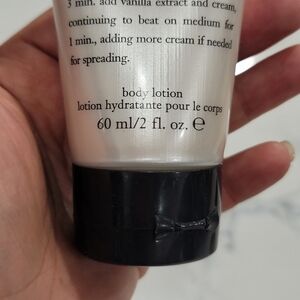 3 min. add vanilla extract and cream,
continuing to beat on medium for
1 min., adding more cream if needed
for spreading.
body lotion
lotion hydratante pour le corps
60 ml/2 fl. oz. ℮